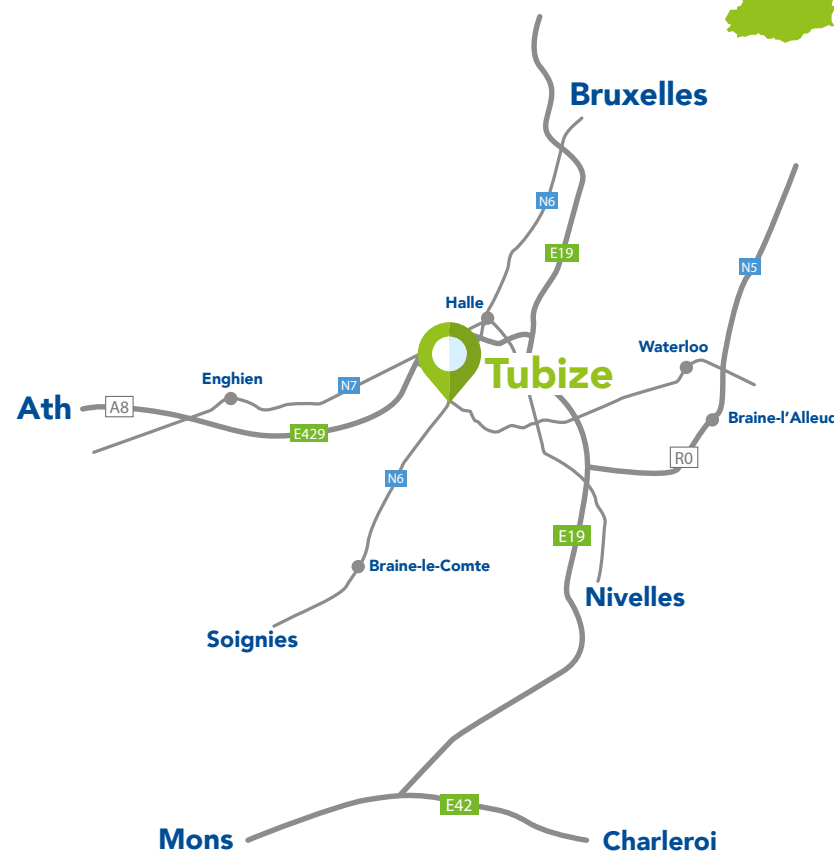 Bruxelles
N6
E19
N5
Halle
Waterloo
Tubize
Enghien
N7
Ath
A8
Braine-l'Alleud
E429
R0
N6
E19
Braine-le-Comte
Nivelles
Soignies
E42
Mons
Charleroi